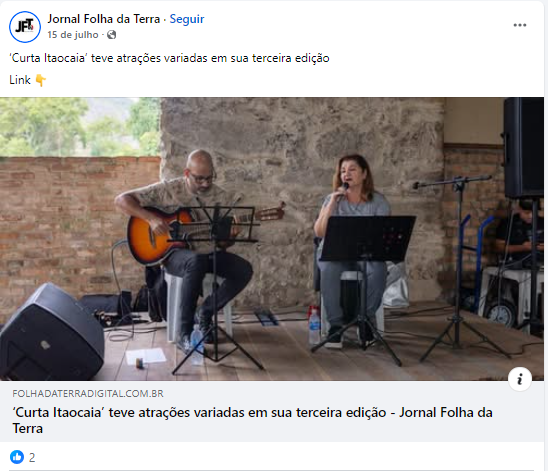 JFT
Jornal Folha da Terra · Seguir
15 de julho ·
‘Curta Itaocaia’ teve atrações variadas em sua terceira edição
Link 👇
FOLHADATERRADIGITAL.COM.BR
‘Curta Itaocaia’ teve atrações variadas em sua terceira edição - Jornal Folha da
Terra
2